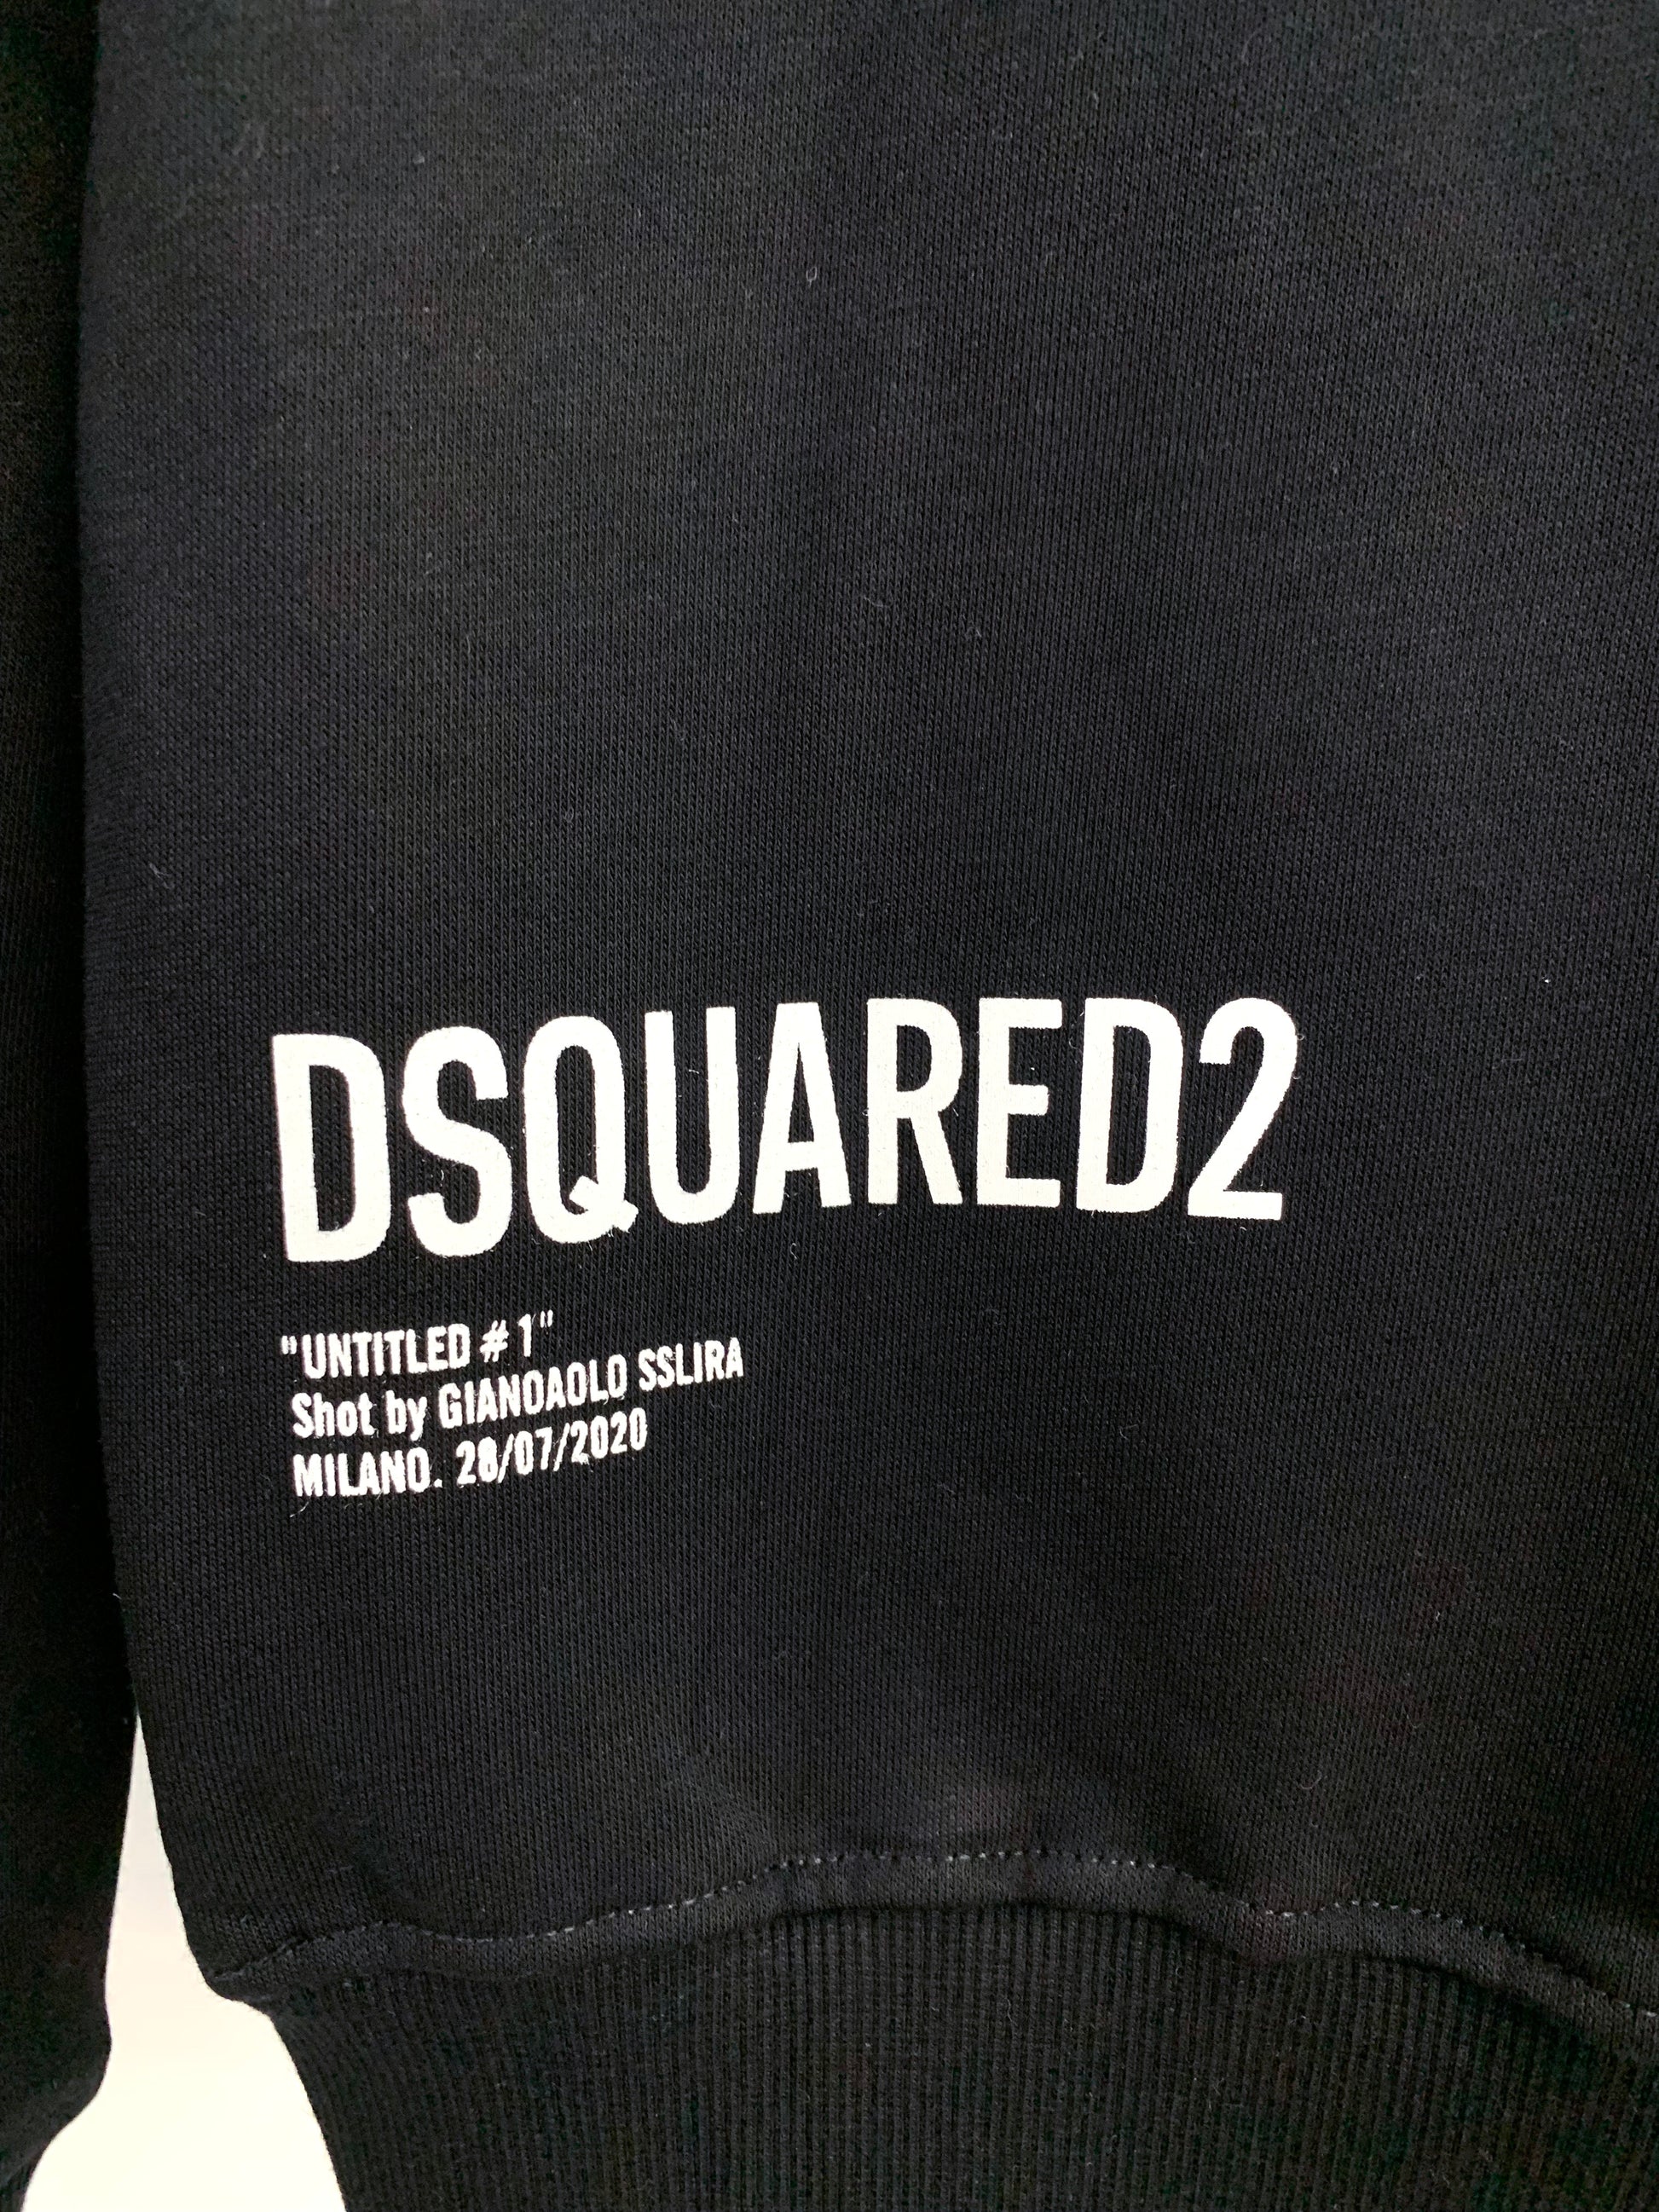 DSQUARED2
"UNTITLED # 1"
Shot by GIANOAOLO SSLIRA
MILANO. 28/07/2020